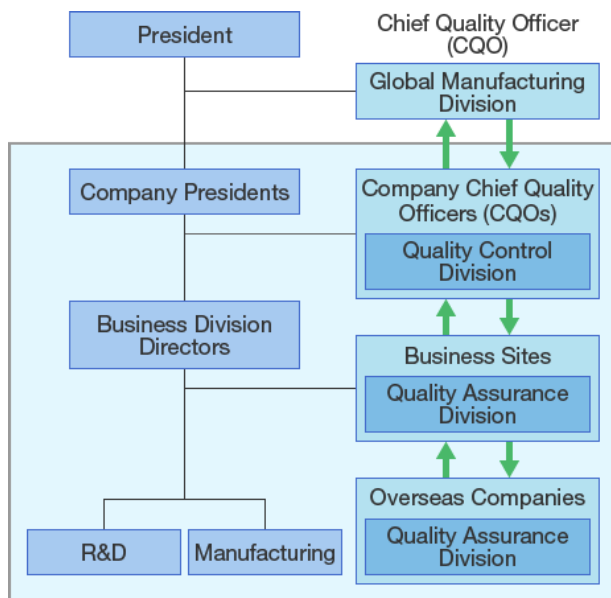 President
Chief Quality Officer
(CQO)
Global Manufacturing
Division
Company Presidents
Company Chief Quality
Officers (CQOs)
Quality Control
Division
Business Division
Directors
Business Sites
Quality Assurance
Division
Overseas Companies
Quality Assurance
Division
R&D
Manufacturing